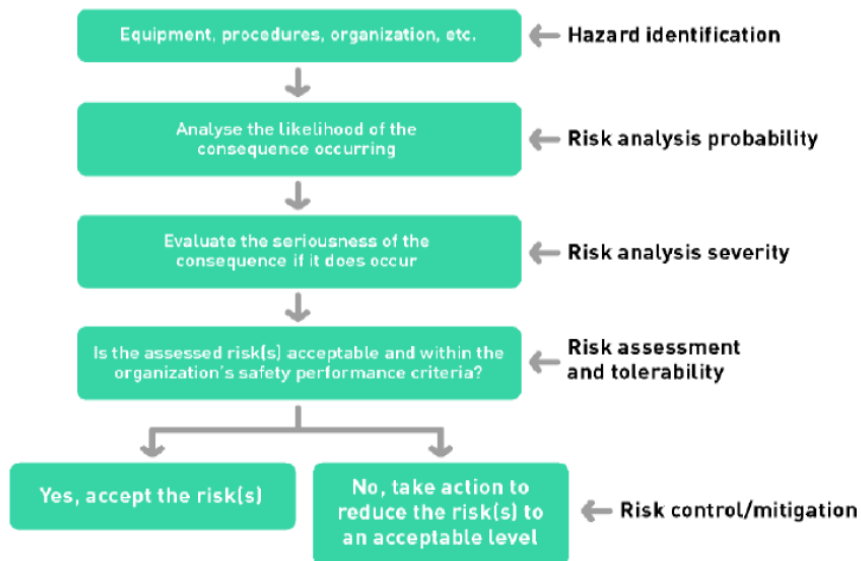 Equipment, procedures, organization, etc.
Hazard identification
Analyse the likelihood of the
consequence occurring
Risk analysis probability
Evaluate the seriousness of the
consequence if it does occur
Risk analysis severity
Is the assessed risk(s) acceptable and within the
organization's safety performance criteria?
Risk assessment
and tolerability
Yes, accept the risk(s)
No, take action to
reduce the risk(s) to
an acceptable level
Risk control/mitigation